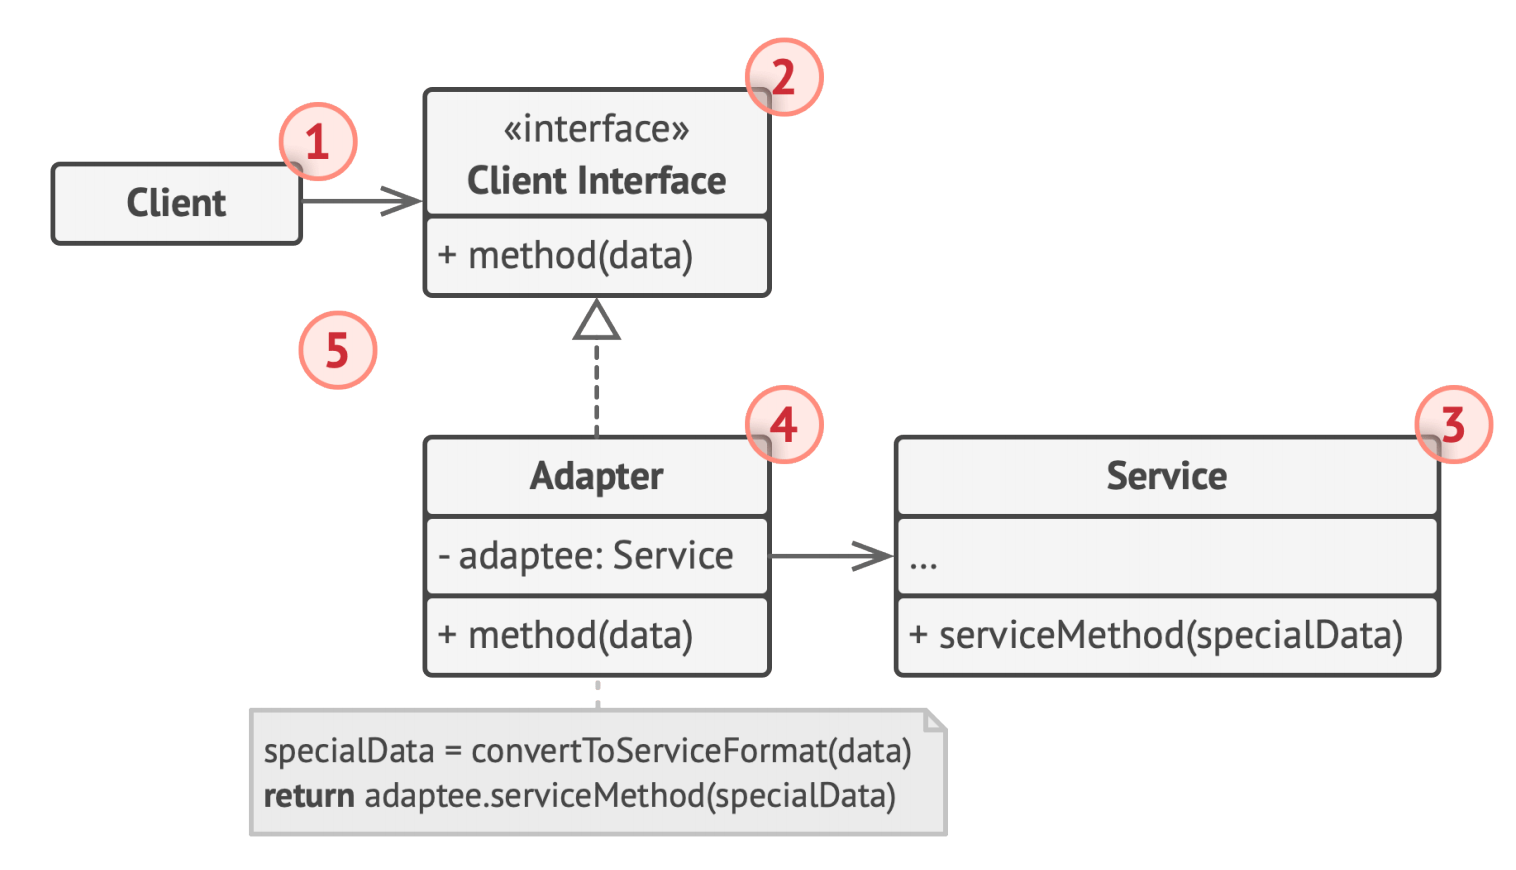 1
Client
2
«interface»
Client Interface
+ method(data)
5
4
Adapter
- adaptee: Service
+ method(data)
3
Service
...
+ serviceMethod(specialData)
specialData = convertToServiceFormat(data)
return adaptee.serviceMethod(specialData)